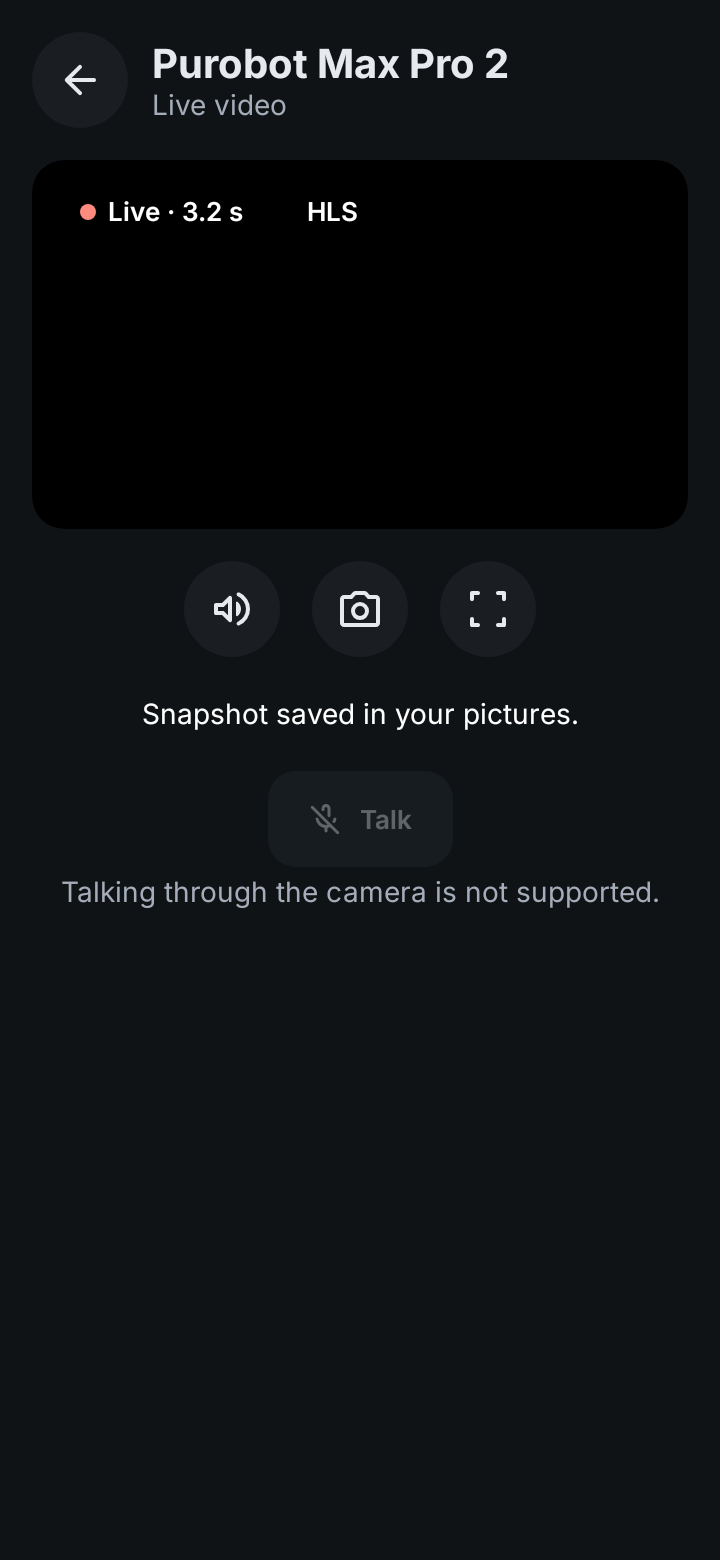 Purobot Max Pro 2
Live video
Live · 3.2 s
HLS
Snapshot saved in your pictures.
Talk
Talking through the camera is not supported.